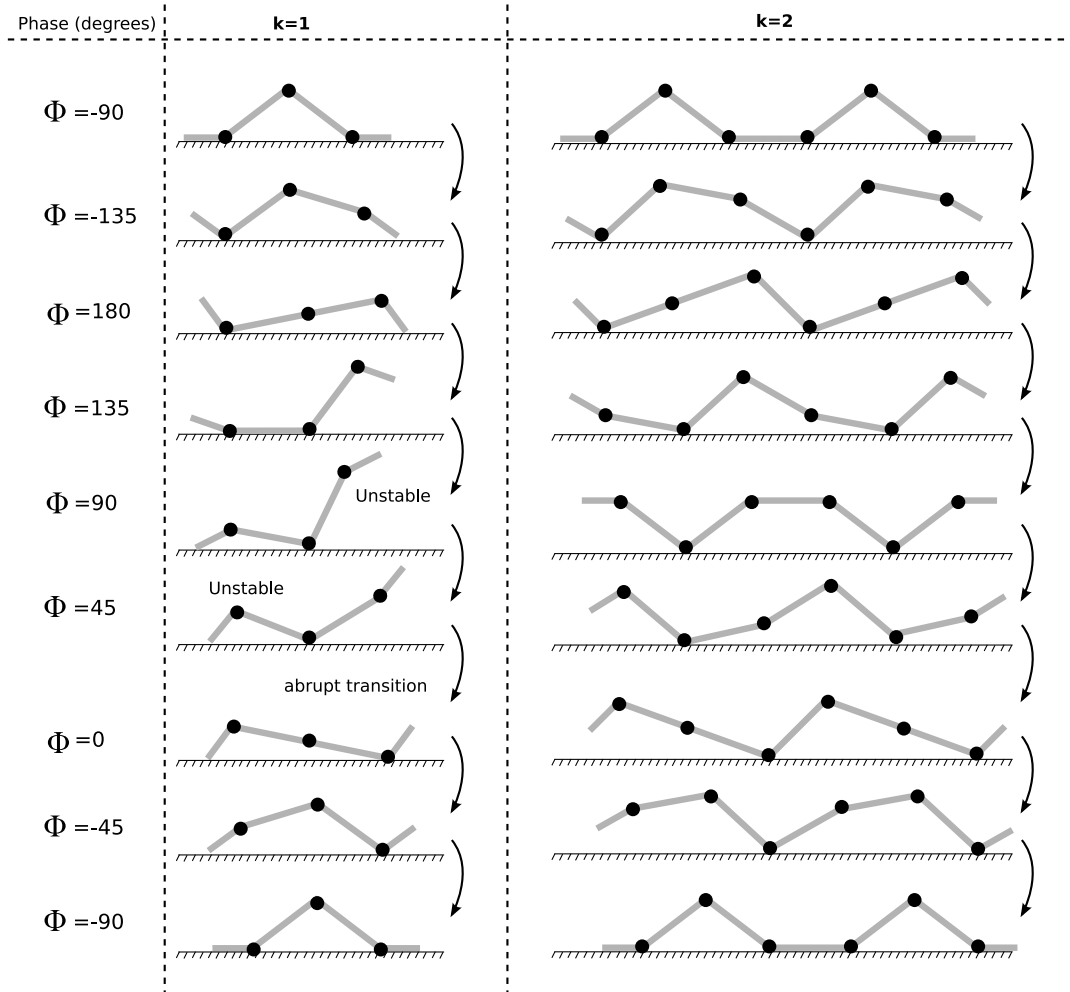 Phase (degrees) k=1 k=2
Φ =-90
Φ =-135
Φ =180
Φ =135
Φ =90
Unstable
Unstable
Φ =45
abrupt transition
Φ =0
Φ =-45
Φ =-90